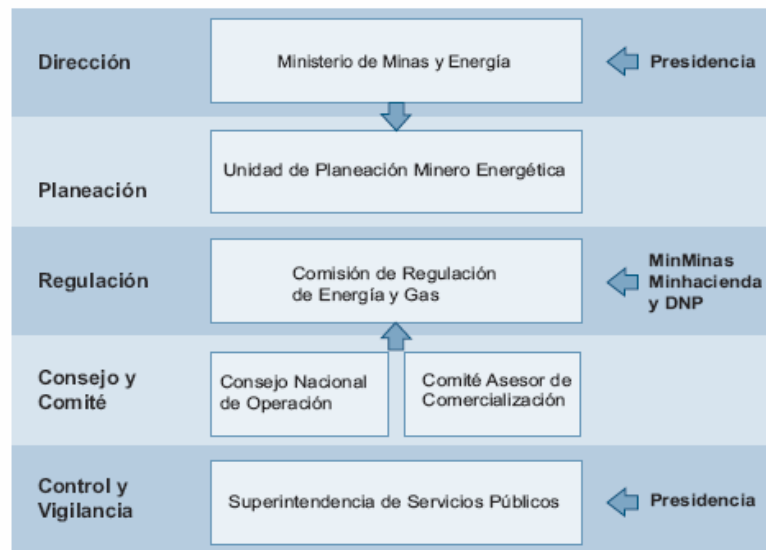 Dirección
Ministerio de Minas y Energía
Presidencia
Planeación
Unidad de Planeación Minero Energética
Regulación
Comisión de Regulación
de Energía y Gas
MinMinas
Minhacienda
y DNP
Consejo y
Comité
Consejo Nacional
de Operación
Comité Asesor de
Comercialización
Control y
Vigilancia
Superintendencia de Servicios Públicos
Presidencia